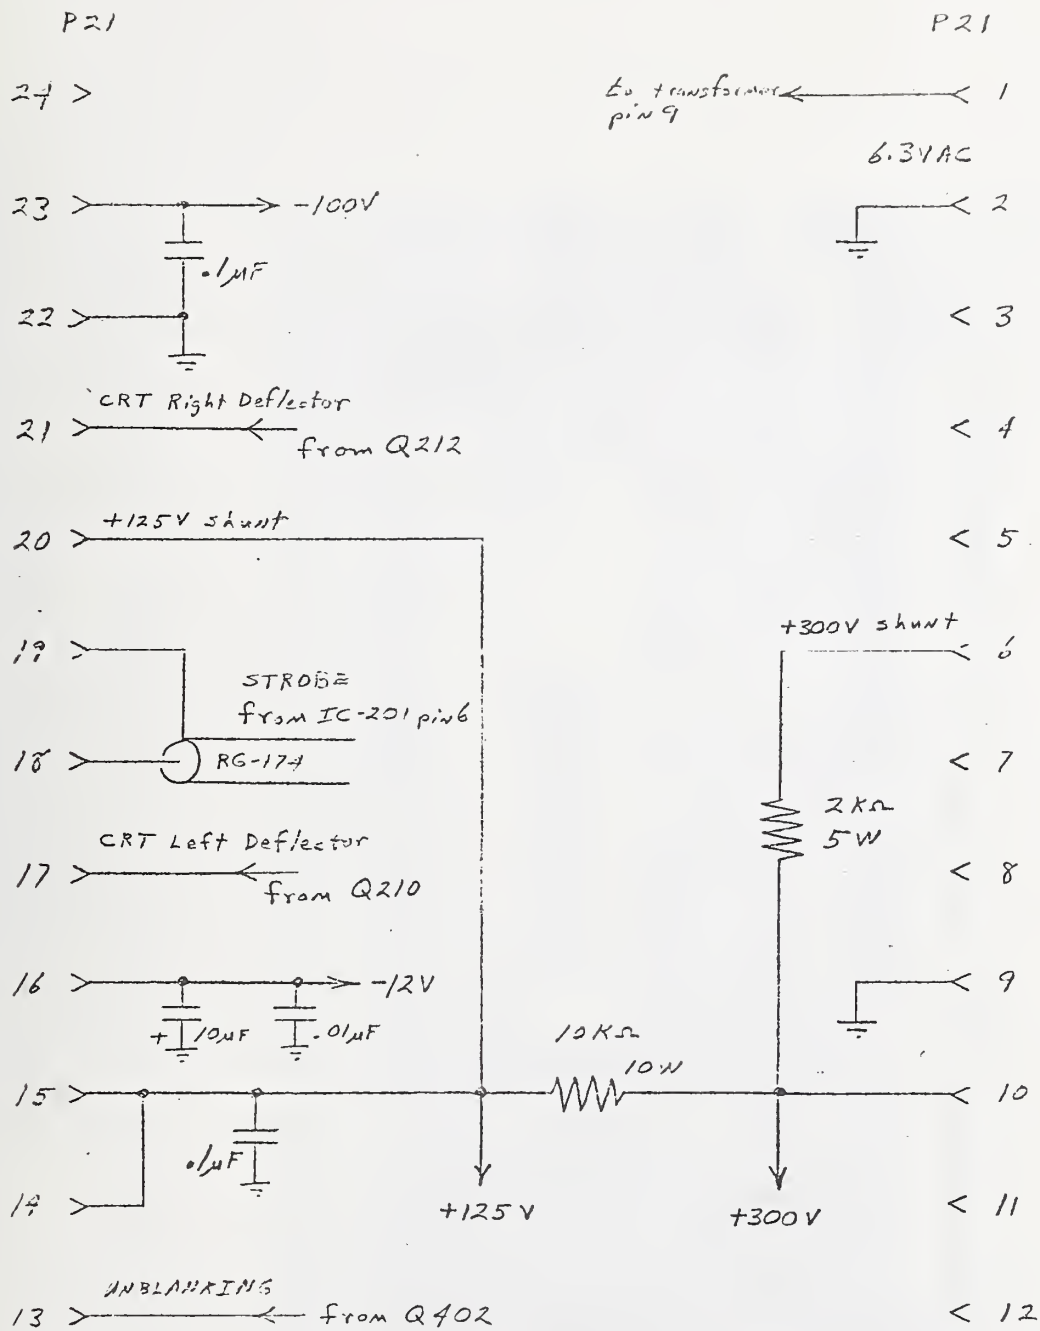 P21
P21
24
to transformer
pin 9
1
6.3VAC
23
-100V
2
.1µF
22
3
CRT Right Deflector
21
from Q212
4
+125V shunt
20
5
19
+300V shunt
6
STROBE
from IC-201 pin 6
18
RG-174
7
2KΩ
5W
CRT Left Deflector
17
from Q210
8
16
-12V
9
+ 10µF
.01µF
10KΩ
10W
15
10
.1µF
14
+125V
+300V
11
UNBLANKING
13
from Q402
12